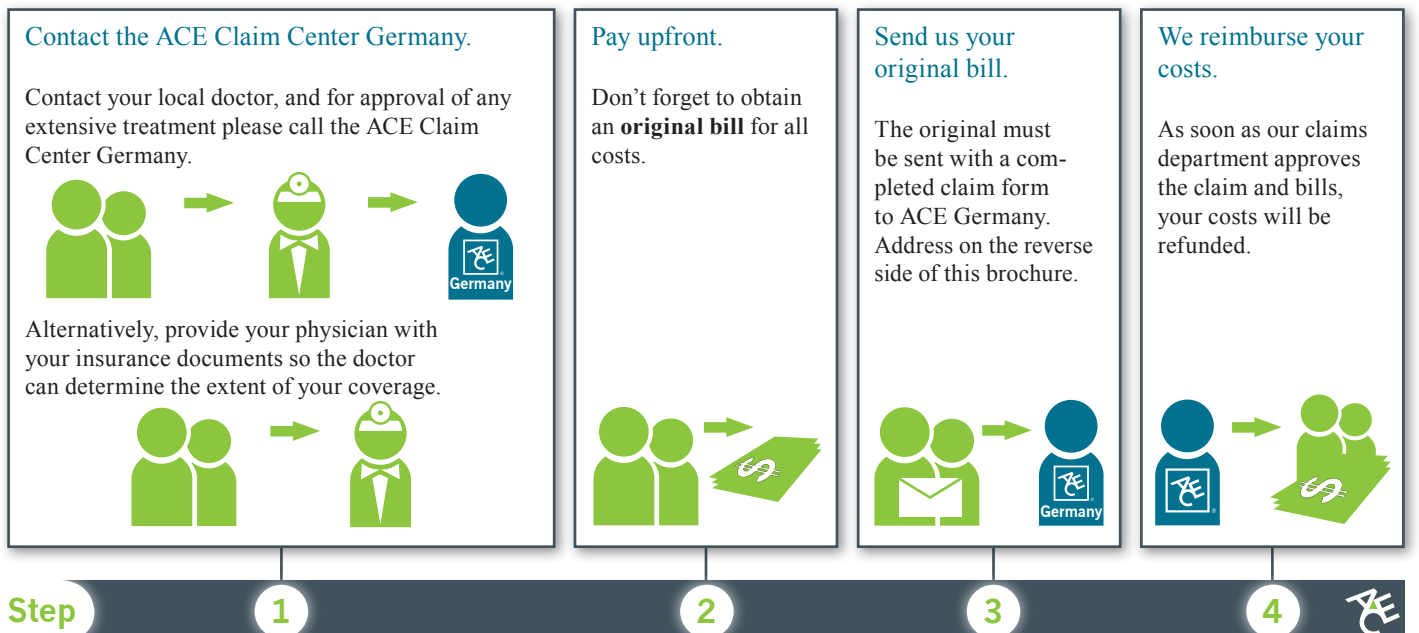 Contact the ACE Claim Center Germany.
Contact your local doctor, and for approval of any
extensive treatment please call the ACE Claim
Center Germany.
ACE
Germany
Alternatively, provide your physician with
your insurance documents so the doctor
can determine the extent of your coverage.
Pay upfront.
Don’t forget to obtain
an original bill for all
costs.
$
Send us your
original bill.
The original must
be sent with a com-
pleted claim form
to ACE Germany.
Address on the reverse
side of this brochure.
ACE
Germany
We reimburse your
costs.
As soon as our claims
department approves
the claim and bills,
your costs will be
refunded.
ACE
$
Step
1
2
3
4
ACE